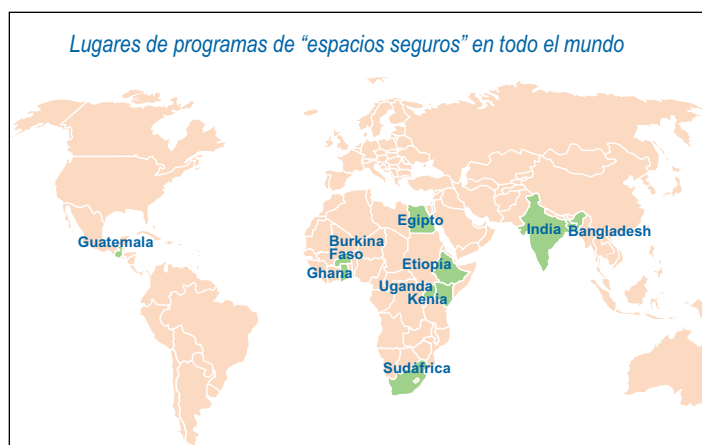 Lugares de programas de “espacios seguros” en todo el mundo
Egipto
Guatemala
India
Bangladesh
Burkina
Faso
Etiopía
Ghana
Uganda
Kenia
Sudáfrica